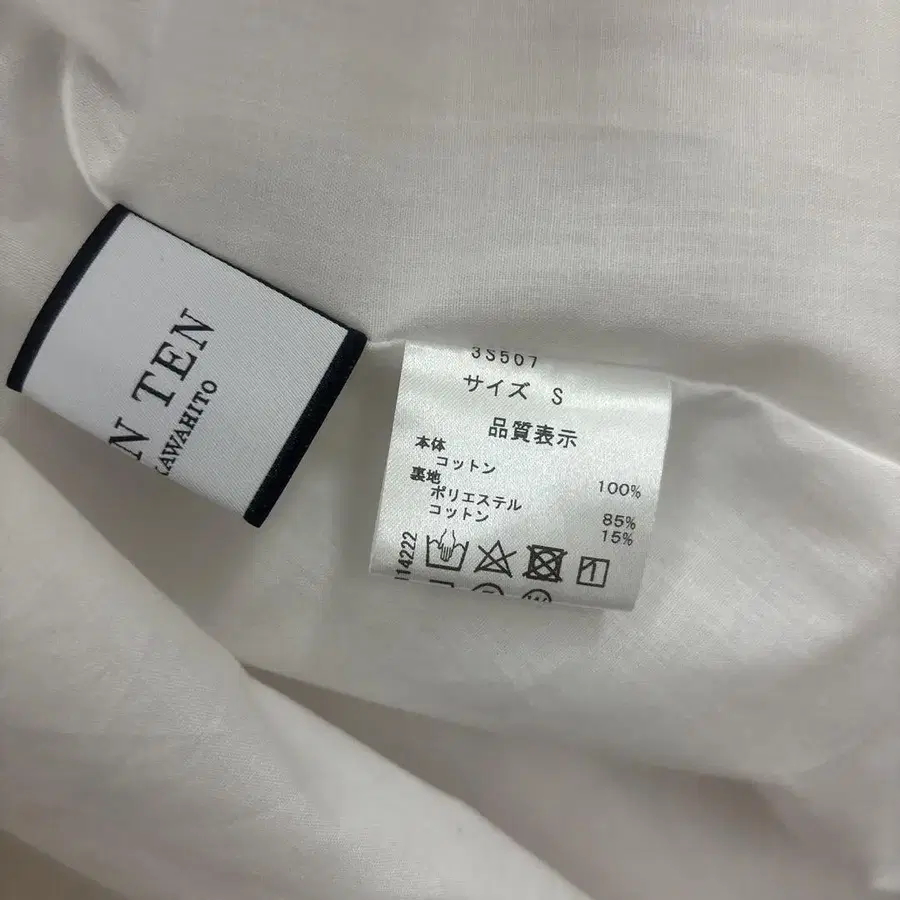 N TEN
KAWAHITO
3S507
サイズ S
品質表示
本体
コットン 100%
裏地
ポリエステル 85%
コットン 15%
114222